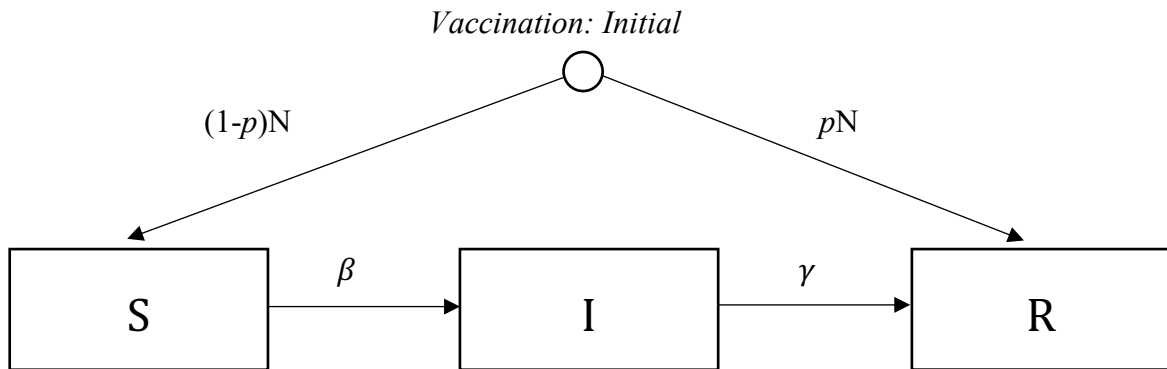 Vaccination: Initial
(1-p)N
pN
β
γ
S
I
R